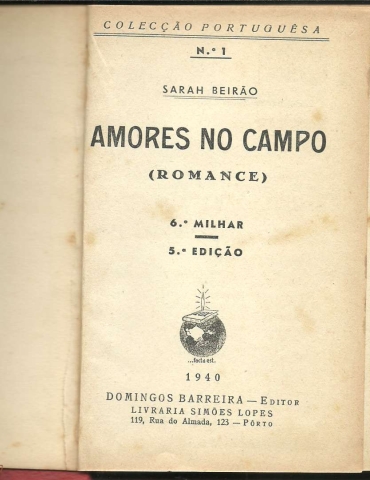 COLECÇÃO PORTUGUÊSA
N.º 1
SARAH BEIRÃO
AMORES NO CAMPO
(ROMANCE)
6.º MILHAR
5.ª EDIÇÃO
...facta est.
1940
DOMINGOS BARREIRA — EDITOR
LIVRARIA SIMÕES LOPES
119, Rua do Almada, 123 — PÔRTO